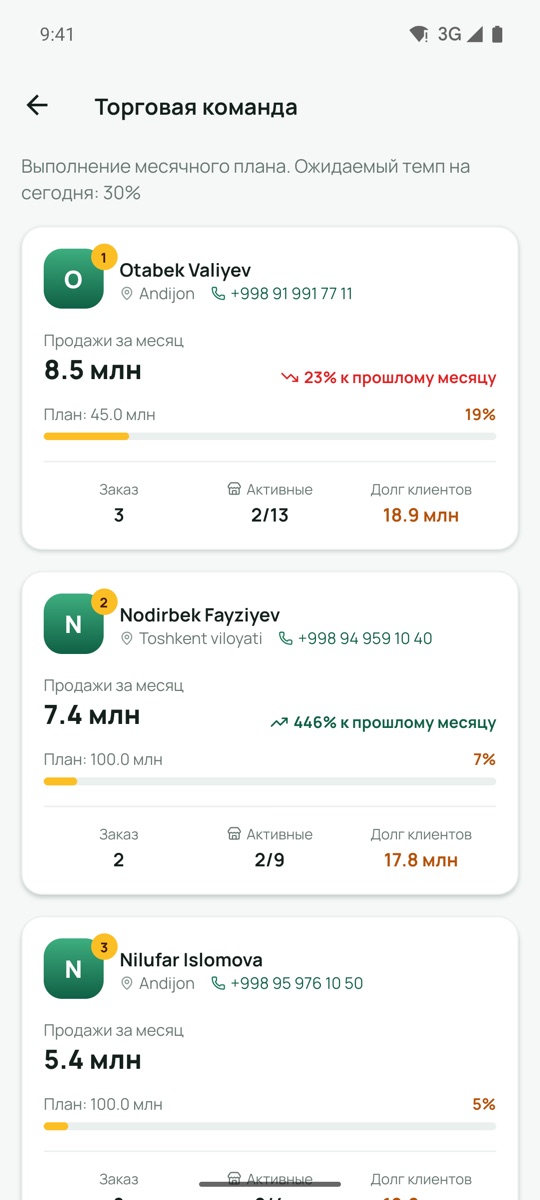 9:41
3G
Торговая команда
Выполнение месячного плана. Ожидаемый темп на
сегодня: 30%
O
1
Otabek Valiyev
Andijon +998 91 991 77 11
Продажи за месяц
8.5 млн
23% к прошлому месяцу
План: 45.0 млн 19%
Заказ Активные Долг клиентов
3 2/13 18.9 млн
N
2
Nodirbek Fayziyev
Toshkent viloyati +998 94 959 10 40
Продажи за месяц
7.4 млн
446% к прошлому месяцу
План: 100.0 млн 7%
Заказ Активные Долг клиентов
2 2/9 17.8 млн
N
3
Nilufar Islomova
Andijon +998 95 976 10 50
Продажи за месяц
5.4 млн
План: 100.0 млн 5%
Заказ Активные Долг клиентов